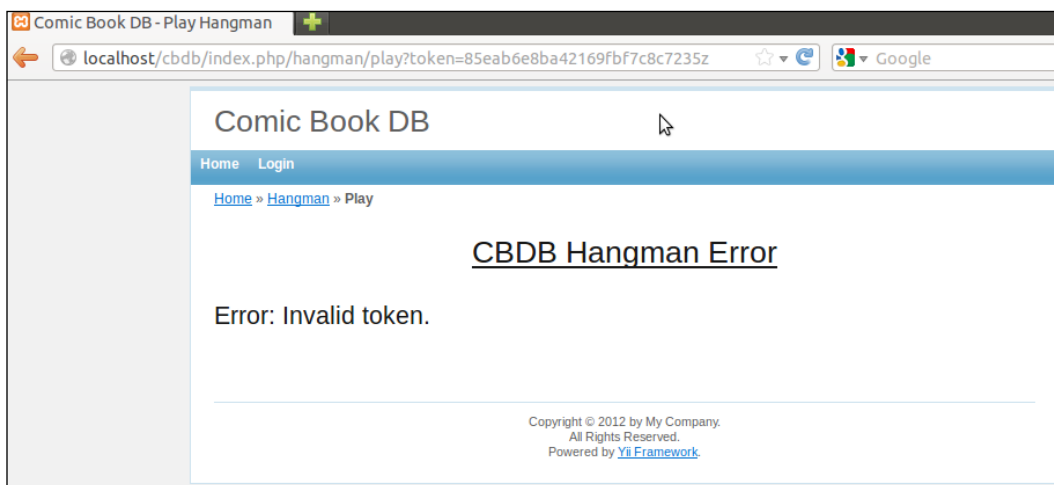 Comic Book DB - Play Hangman
localhost/cbdb/index.php/hangman/play?token=85eab6e8ba42169fbf7c8c7235z
Google
Comic Book DB
Home Login
Home » Hangman » Play
CBDB Hangman Error
Error: Invalid token.
Copyright © 2012 by My Company.
All Rights Reserved.
Powered by Yii Framework.